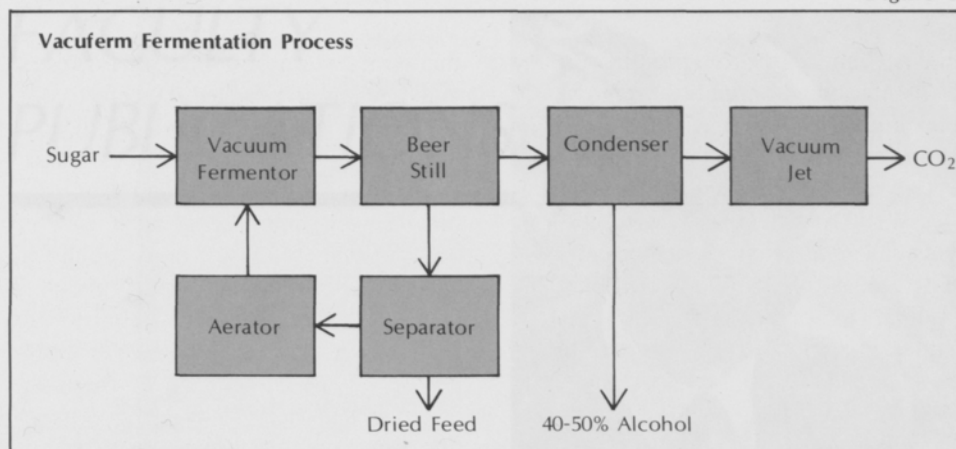 Vacuferm Fermentation Process
Sugar
Vacuum
Fermentor
Beer
Still
Condenser
Vacuum
Jet
CO₂
Aerator
Separator
Dried Feed
40-50% Alcohol